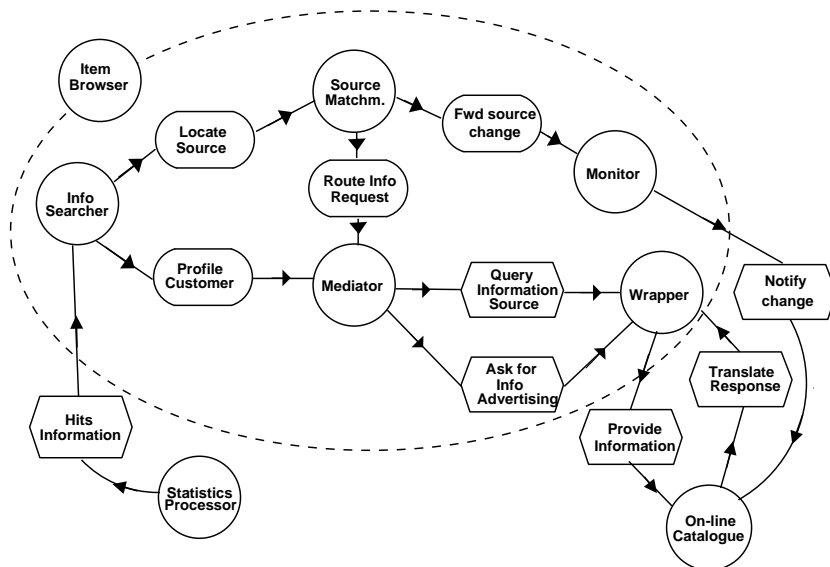 Item
Browser
Source
Matchm.
Locate
Source
Fwd source
change
Monitor
Route Info
Request
Info
Searcher
Profile
Customer
Mediator
Query
Information
Source
Wrapper
Notify
change
Ask for
Info
Advertising
Translate
Response
Hits
Information
Provide
Information
Statistics
Processor
On-line
Catalogue